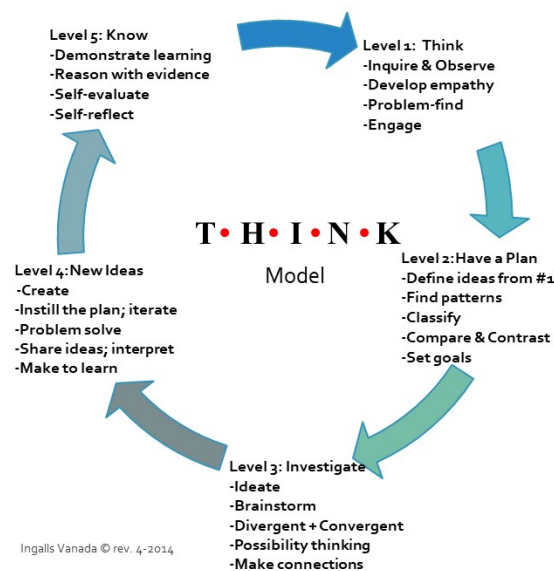 Level 1: Think
-Inquire & Observe
-Develop empathy
-Problem-find
-Engage
Level 2:Have a Plan
-Define ideas from #1
-Find patterns
-Classify
-Compare & Contrast
-Set goals
Level 3: Investigate
-Ideate
-Brainstorm
-Divergent + Convergent
-Possibility thinking
-Make connections
Level 4:New Ideas
-Create
-Instill the plan; iterate
-Problem solve
-Share ideas; interpret
-Make to learn
Level 5: Know
-Demonstrate learning
-Reason with evidence
-Self-evaluate
-Self-reflect
T•H•I•N•K
Model
Ingalls Vanada © rev. 4-2014